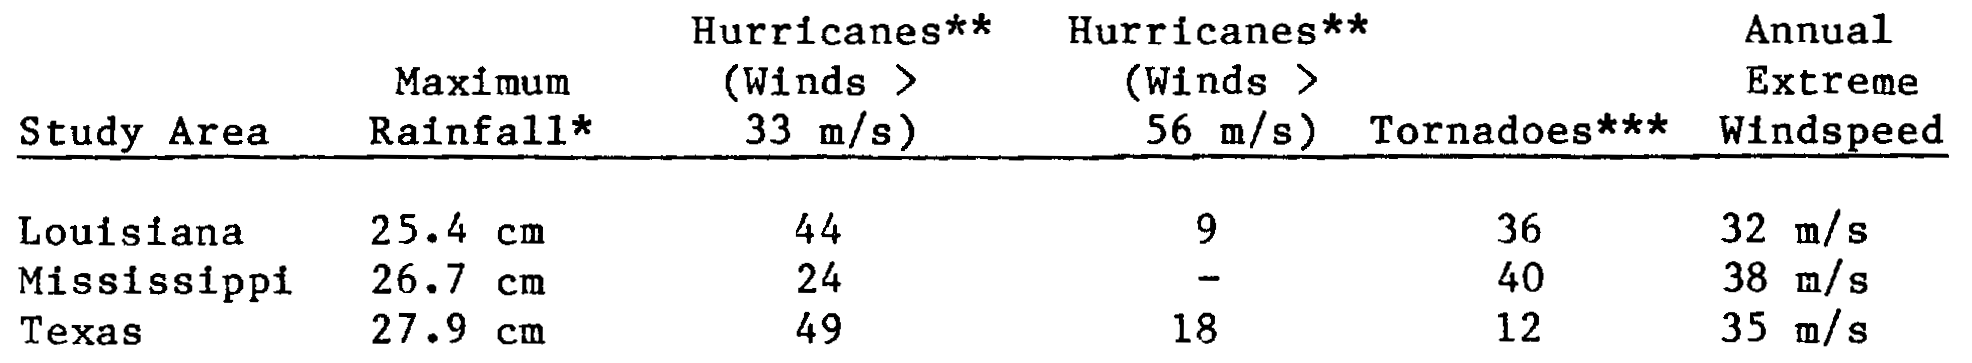 Hurricanes** Hurricanes** Annual
Maximum (Winds > (Winds > Extreme
Study Area Rainfall* 33 m/s) 56 m/s) Tornadoes*** Windspeed
Louisiana 25.4 cm 44 9 36 32 m/s
Mississippi 26.7 cm 24 - 40 38 m/s
Texas 27.9 cm 49 18 12 35 m/s